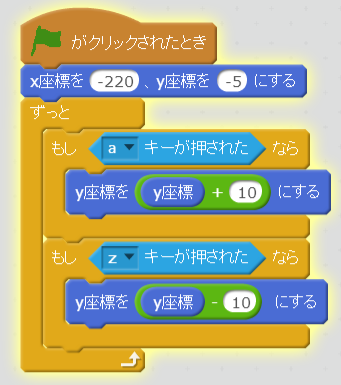 がクリックされたとき
x座標を -220 、y座標を -5 にする
ずっと
もし a キーが押された なら
y座標を y座標 + 10 にする
もし z キーが押された なら
y座標を y座標 - 10 にする